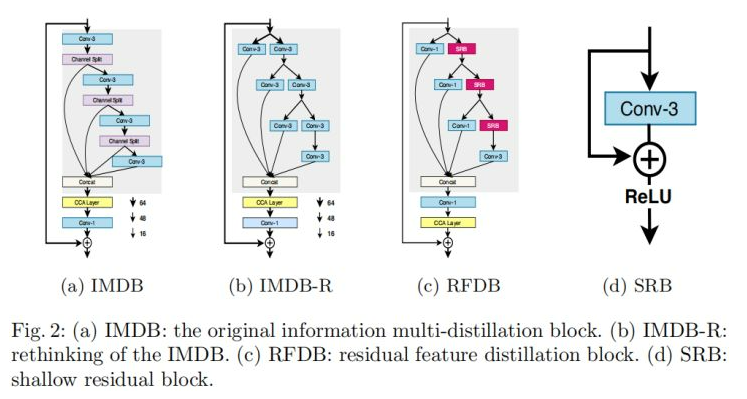 Conv-3
Channel Split
Conv-3
Channel Split
Conv-3
Channel Split
Conv-3
Concat
CCA Layer
64
Conv-1
48
16
Conv-3 Conv-3
Conv-3 Conv-3
Conv-3 Conv-3
Conv-3
Concat
CCA Layer
64
Conv-1
48
16
Conv-1 SRB
Conv-1 SRB
Conv-1 SRB
Conv-3
Concat
Conv-1
CCA Layer
Conv-3
+
ReLU
(a) IMDB
(b) IMDB-R
(c) RFDB
(d) SRB
Fig. 2: (a) IMDB: the original information multi-distillation block. (b) IMDB-R:
rethinking of the IMDB. (c) RFDB: residual feature distillation block. (d) SRB:
shallow residual block.